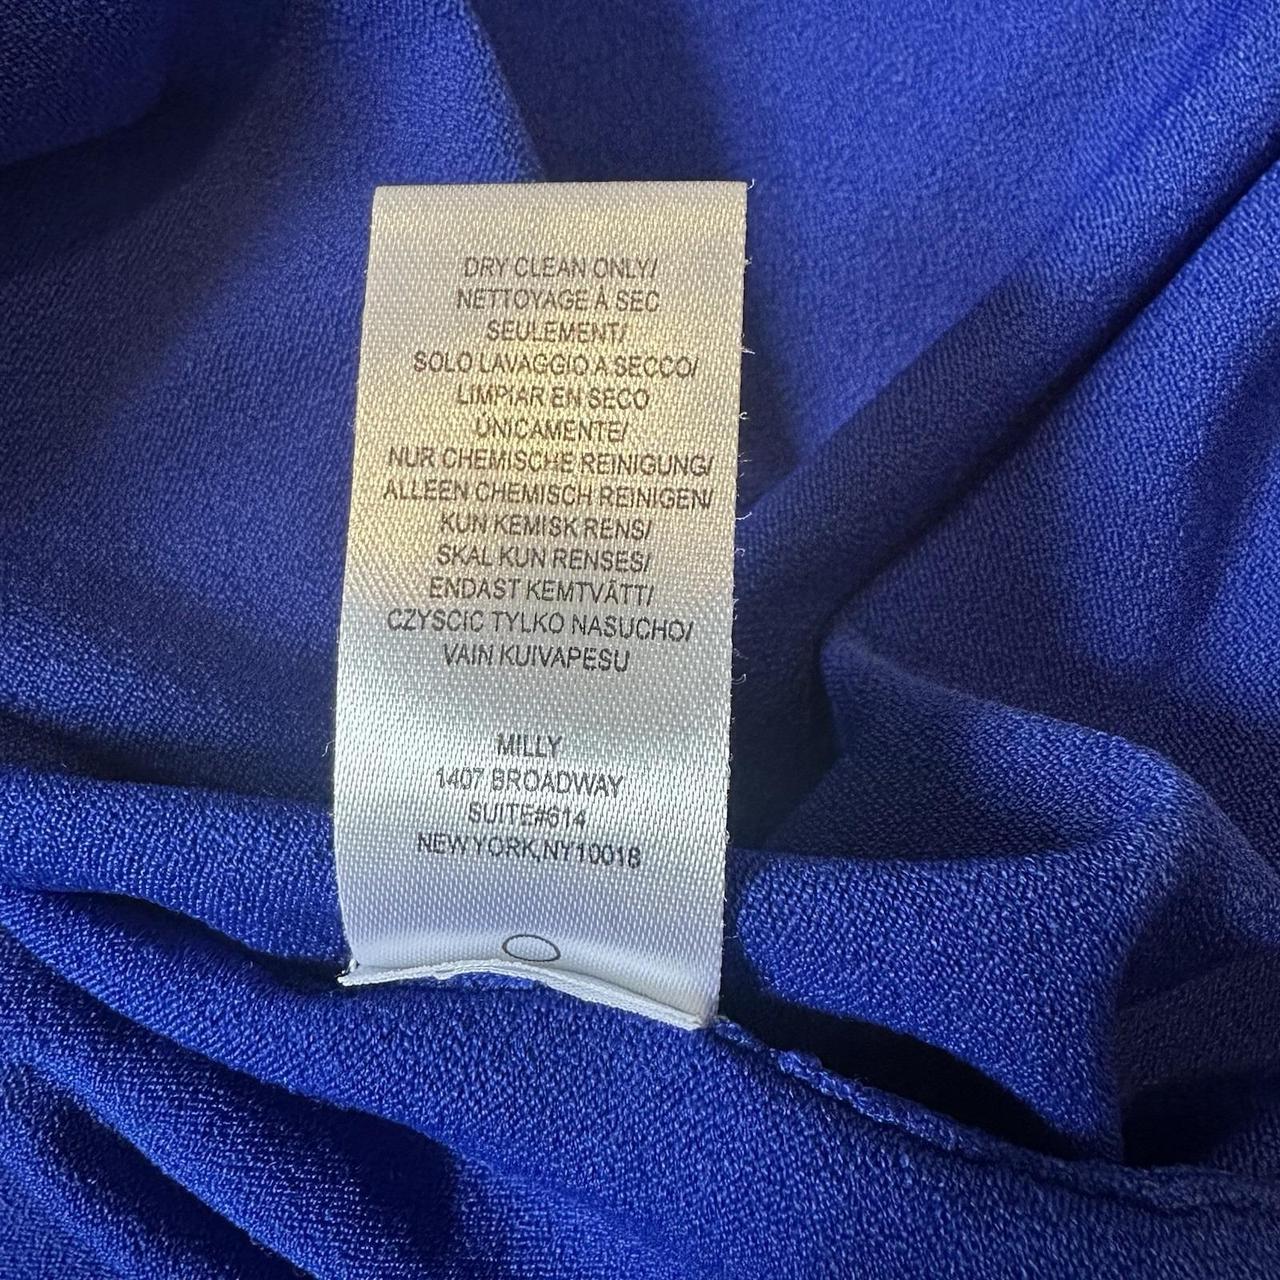 DRY CLEAN ONLY/
NETTOYAGE À SEC
SEULEMENT/
SOLO LAVAGGIO A SECCO/
LIMPIAR EN SECO
ÚNICAMENTE/
NUR CHEMISCHE REINIGUNG/
ALLEEN CHEMISCH REINIGEN/
KUN KEMISK RENS/
SKAL KUN RENSES/
ENDAST KEMTVÄTT/
CZYSCIC TYLKO NASUCHO/
VAIN KUIVAPESU
MILLY
1407 BROADWAY
SUITE#614
NEW YORK,NY10018